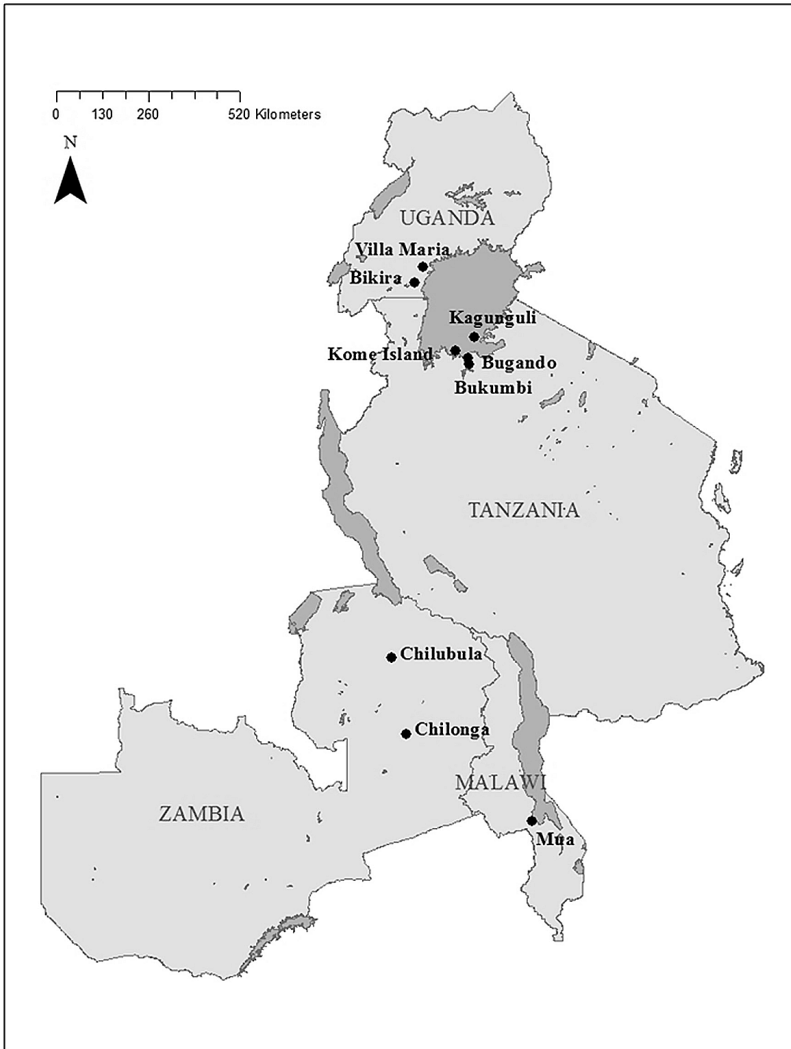 0 130 260 520 Kilometers
N
UGANDA
Villa Maria
Bikira
Kagunguli
Kome Island
Bugando
Bukumbi
TANZANIA
Chilubula
Chilonga
MALAWI
ZAMBIA
Mua